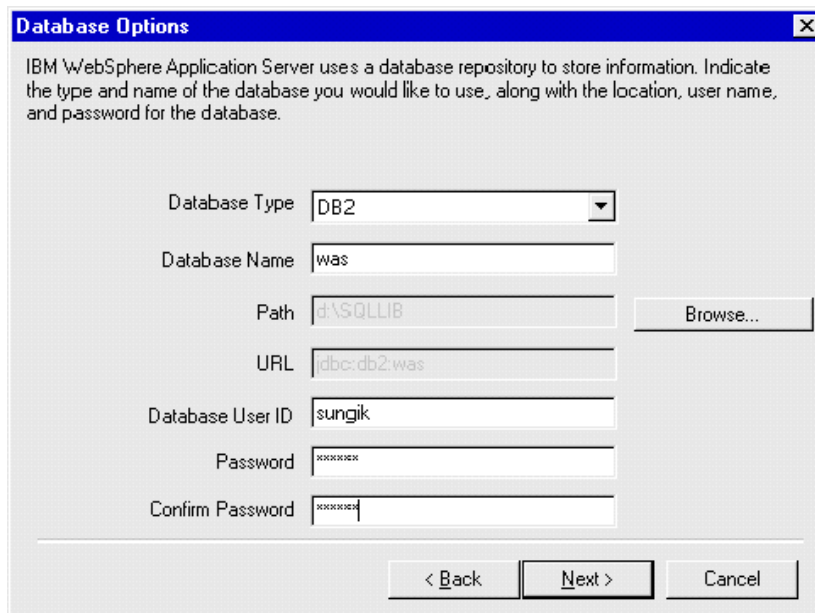 Database Options
IBM WebSphere Application Server uses a database repository to store information. Indicate
the type and name of the database you would like to use, along with the location, user name,
and password for the database.
Database Type DB2
Database Name was
Path d:\SQLLIB Browse...
URL jdbc:db2:was
Database User ID sungik
Password ******
Confirm Password ******
< Back Next > Cancel